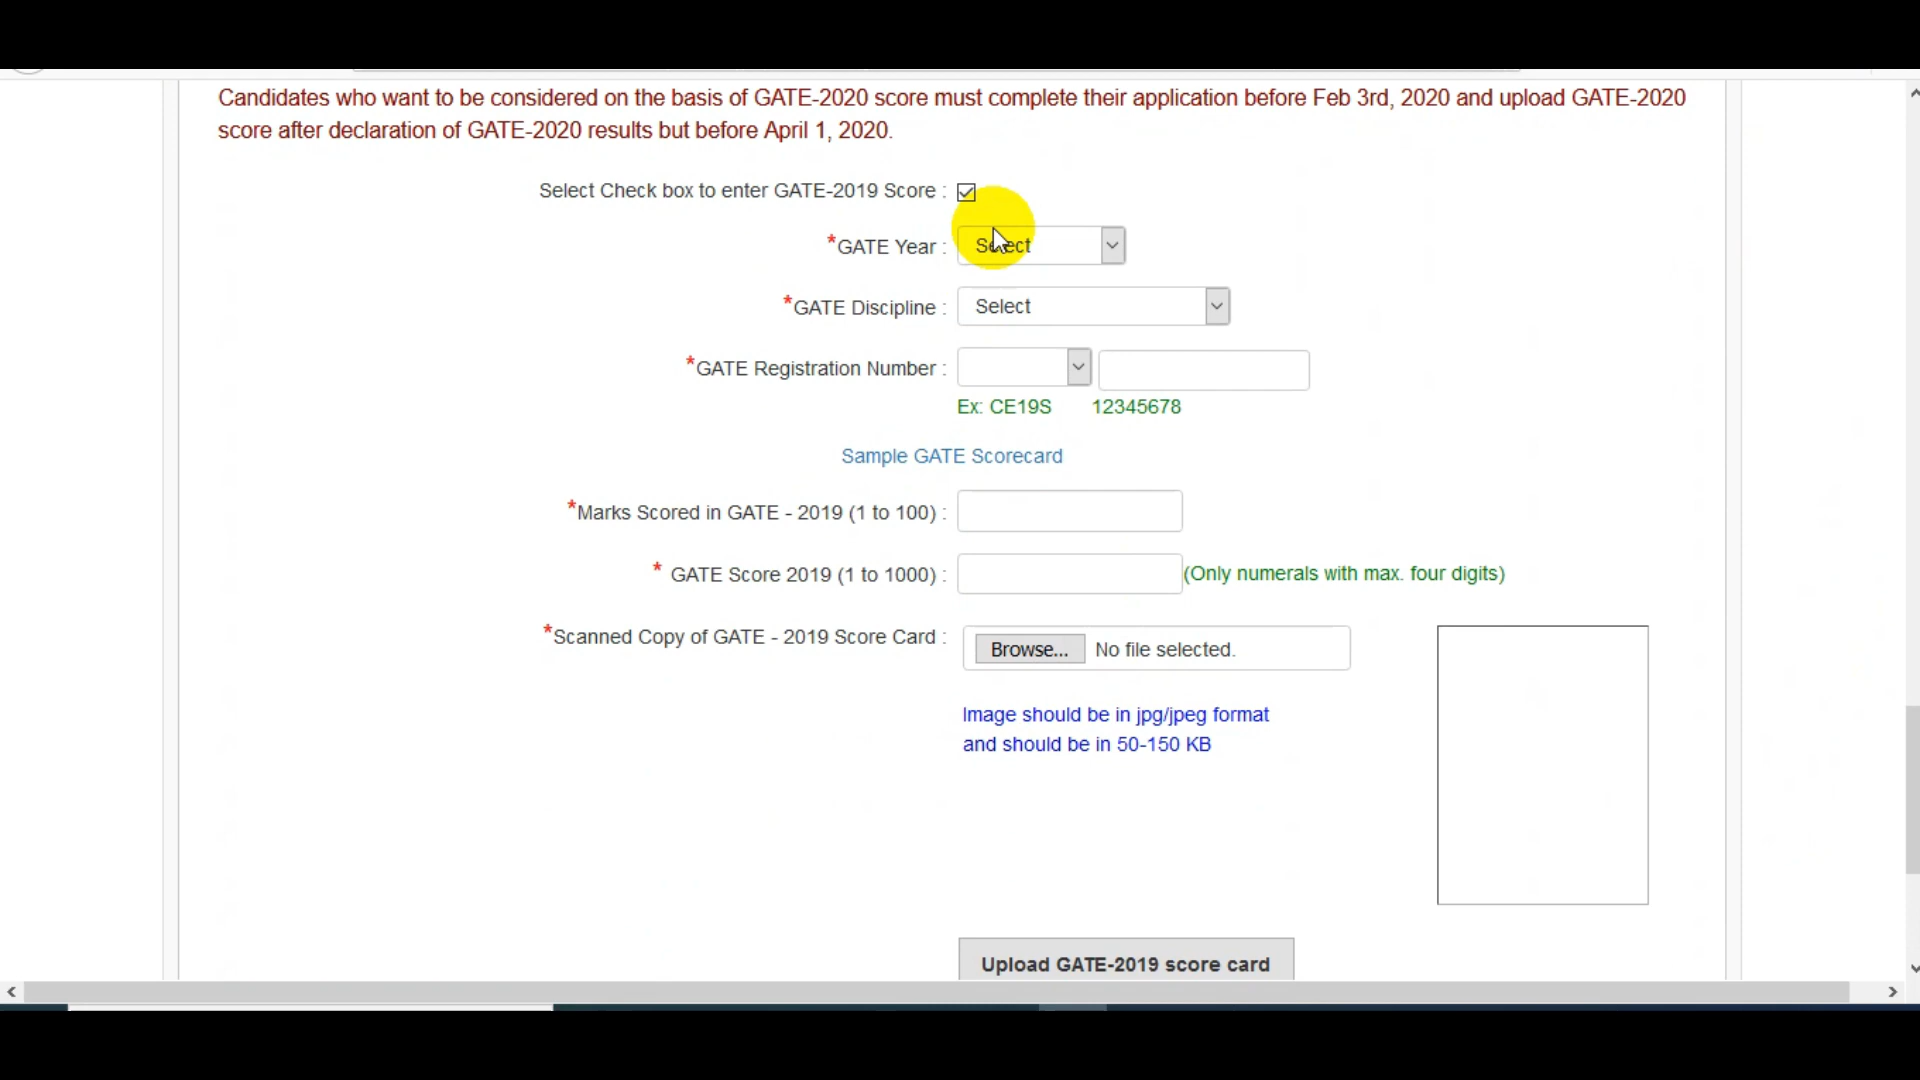 Candidates who want to be considered on the basis of GATE-2020 score must complete their application before Feb 3rd, 2020 and upload GATE-2020
score after declaration of GATE-2020 results but before April 1, 2020.
Select Check box to enter GATE-2019 Score :
*GATE Year : Select
*GATE Discipline : Select
*GATE Registration Number :
Ex: CE19S 12345678
Sample GATE Scorecard
*Marks Scored in GATE - 2019 (1 to 100) :
* GATE Score 2019 (1 to 1000) : (Only numerals with max. four digits)
*Scanned Copy of GATE - 2019 Score Card : Browse... No file selected.
Image should be in jpg/jpeg format
and should be in 50-150 KB
Upload GATE-2019 score card